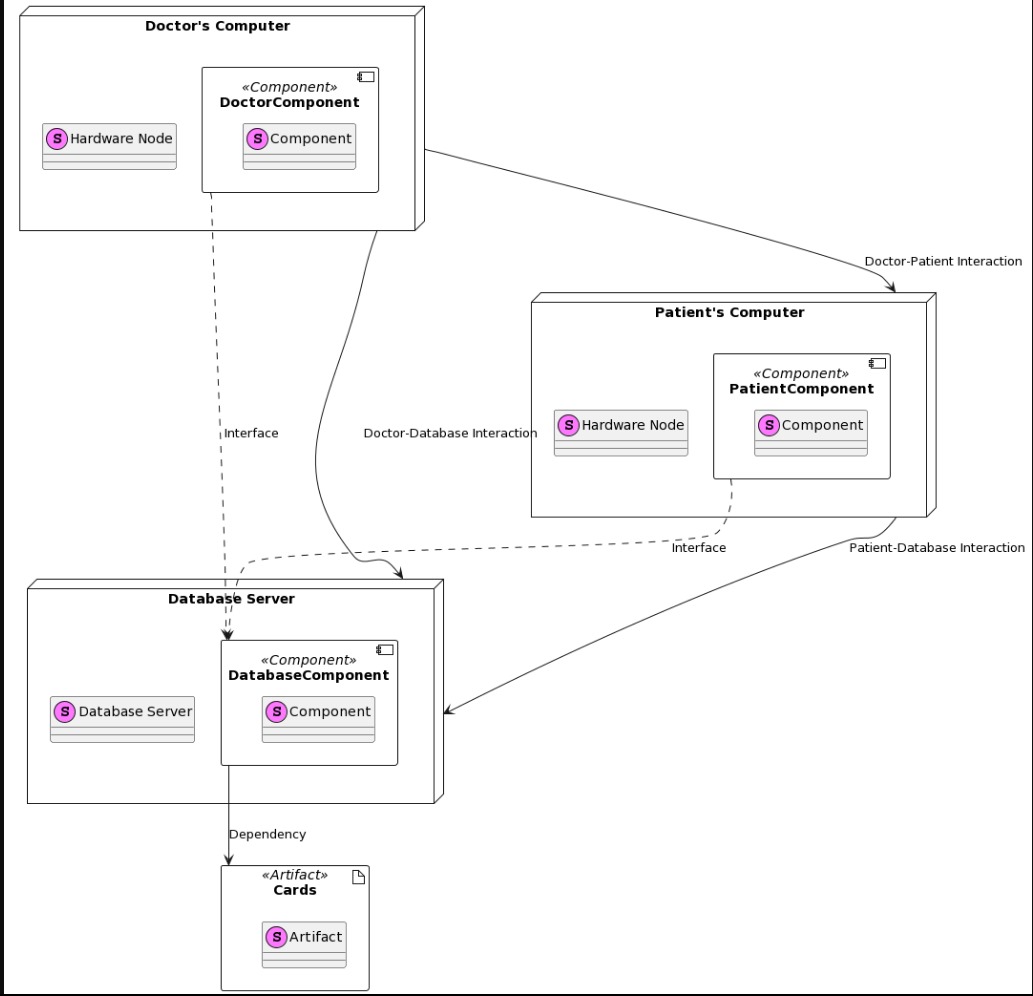 Doctor's Computer
«Component»
DoctorComponent
S Hardware Node
S Component
Doctor-Patient Interaction
Patient's Computer
«Component»
PatientComponent
S Hardware Node
S Component
Interface
Doctor-Database Interaction
Interface
Patient-Database Interaction
Database Server
«Component»
DatabaseComponent
S Database Server
S Component
Dependency
«Artifact»
Cards
S Artifact